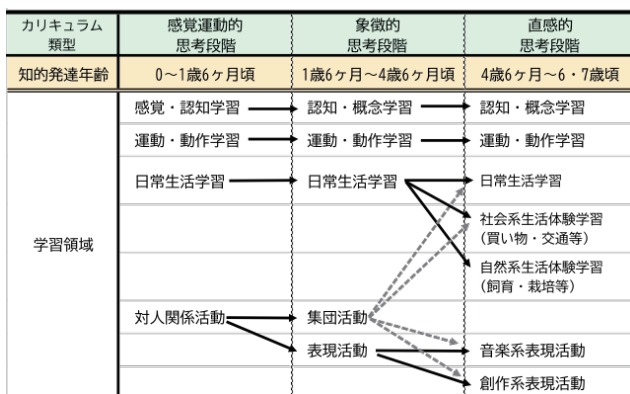 カリキュラム
類型
感覚運動的
思考段階
象徴的
思考段階
直感的
思考段階
知的発達年齢
0～1歳6ヶ月頃
1歳6ヶ月～4歳6ヶ月頃
4歳6ヶ月～6・7歳頃
学習領域
感覚・認知学習
認知・概念学習
認知・概念学習
運動・動作学習
運動・動作学習
運動・動作学習
日常生活学習
日常生活学習
日常生活学習
社会系生活体験学習
（買い物・交通等）
自然系生活体験学習
（飼育・栽培等）
対人関係活動
集団活動
表現活動
音楽系表現活動
創作系表現活動